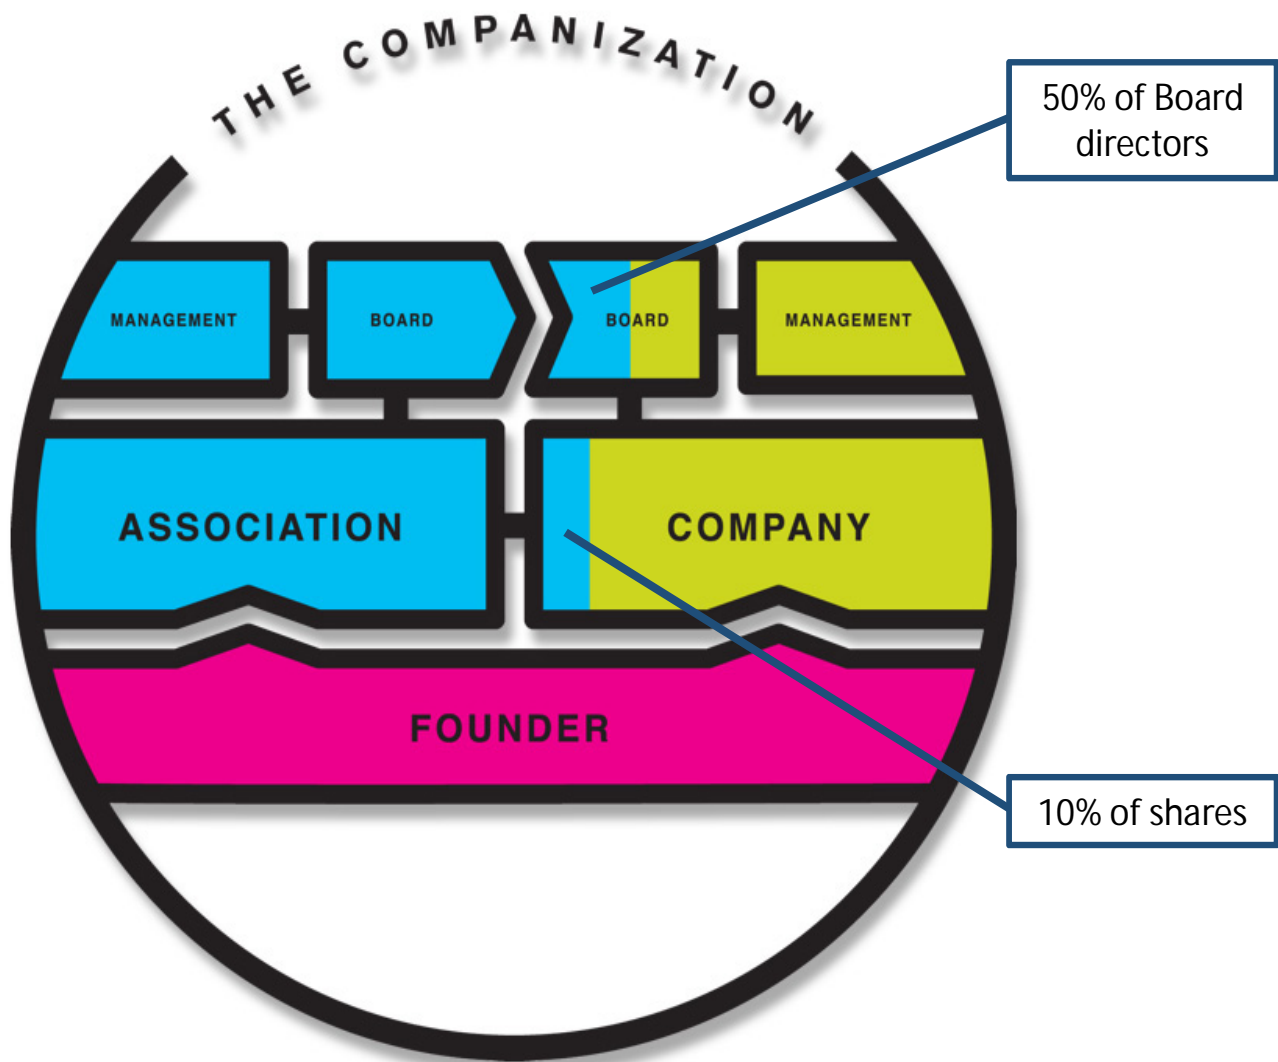 THE COMPANIZATION
50% of Board
directors
MANAGEMENT
BOARD
BOARD
MANAGEMENT
ASSOCIATION
COMPANY
FOUNDER
10% of shares